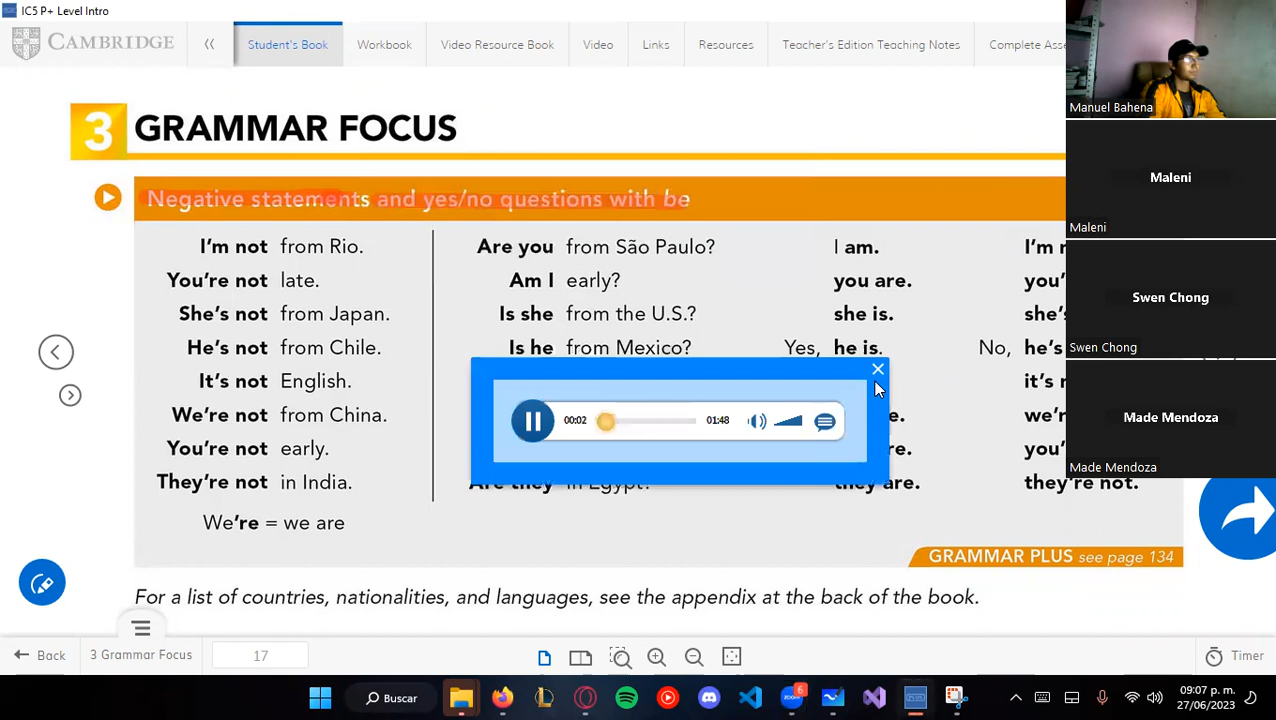 IC5 P+ Level Intro
CAMBRIDGE
Student's Book
Workbook
Video Resource Book
Video
Links
Resources
Teacher's Edition Teaching Notes
Complete Asse
3 GRAMMAR FOCUS
Negative statements and yes/no questions with be
I'm not from Rio.
You're not late.
She's not from Japan.
He's not from Chile.
It's not English.
We're not from China.
You're not early.
They're not in India.
We're = we are
Are you from São Paulo?
Am I early?
Is she from the U.S.?
Is he from Mexico?
Are they in Egypt?
I am.
you are.
she is.
Yes, he is.
they are.
No, he's
it's
they're not.
GRAMMAR PLUS see page 134
For a list of countries, nationalities, and languages, see the appendix at the back of the book.
00:02
01:48
Manuel Bahena
Maleni
Maleni
Swen Chong
Swen Chong
Made Mendoza
Made Mendoza
Back
3 Grammar Focus
17
Timer
Buscar
6
PLUS
09:07 p. m.
27/06/2023